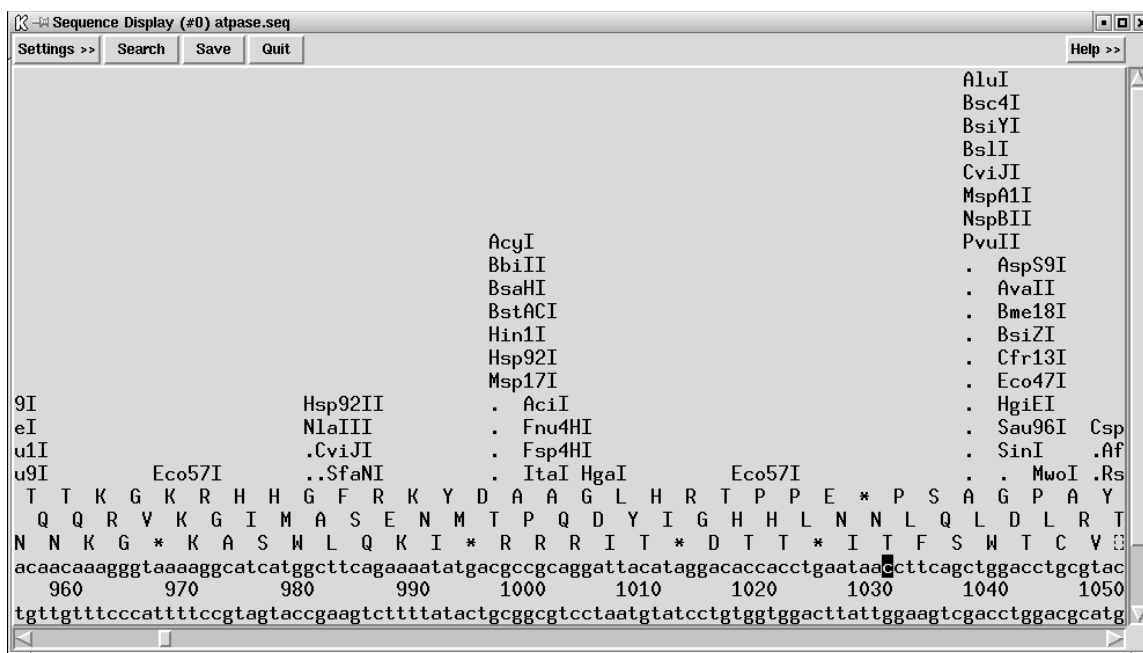 Sequence Display (#0) atpase.seq
Settings >> Search Save Quit Help >>
AluI
Bsc4I
BsiYI
BslI
CviJI
MspA1I
NspBII
AcyI PvuII
BbiII . AspS9I
BsaHI . AvaII
BstACI . Bme18I
Hin1I . BsiZI
Hsp92I . Cfr13I
Msp17I . Eco47I
9I Hsp92II . AciI . HgiEI
eI NlaIII . Fnu4HI . Sau96I Csp
u1I .CviJI . Fsp4HI . SinI .Af
u9I Eco57I ..SfaNI . ItaI HgaI Eco57I . . MwoI .Rs
T T K G K R H H G F R K Y D A A G L H R T P P E * P S A G P A Y
Q Q R V K G I M A S E N M T P Q D Y I G H H L N N L Q L D L R T
N N K G * K A S W L Q K I * R R R I T * D T T * I T F S W T C V
acaacaaagggtaaaaggcatcatggcttcagaaaatatgacgccgcaggattacataggacaccacctgaataaccttcagctggacctgcgtac
960 970 980 990 1000 1010 1020 1030 1040 1050
tgttgtttcccattttccgtagtaccgaagtcttttatactgcggcgtcctaatgtatcctgtggtggacttattggaagtcgacctggacgcatg